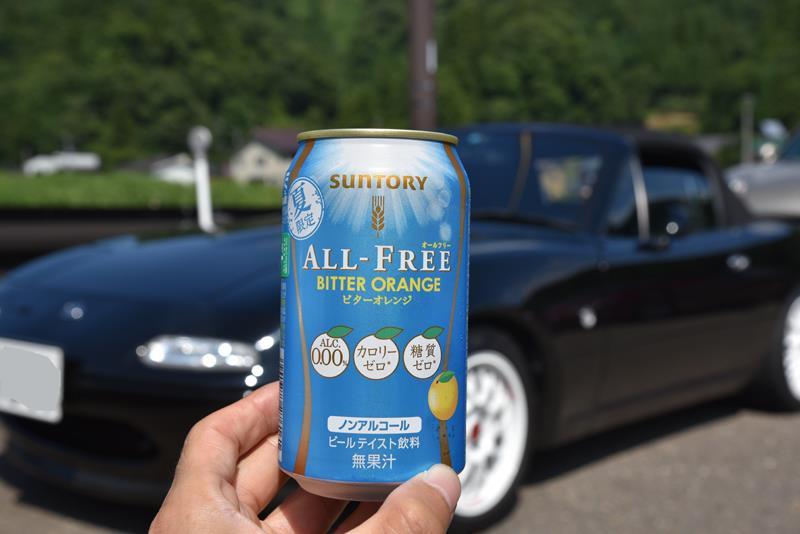 SUNTORY
夏
限定
オールフリー
ALL-FREE
BITTER ORANGE
ビターオレンジ
ALC.
0.00%
カロリー
ゼロ*
糖質
ゼロ*
ノンアルコール
ビールテイスト飲料
無果汁